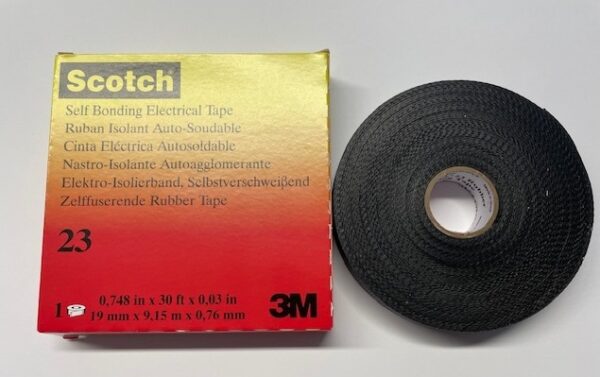 Scotch
Self Bonding Electrical Tape
Ruban Isolant Auto-Soudable
Cinta Eléctrica Autosoldable
Nastro-Isolante Autoagglomerante
Elektro-Isolierband, Selbstverschweißend
Zelffuserende Rubber Tape
23
1
0,748 in x 30 ft x 0,03 in
19 mm x 9,15 m x 0,76 mm
3M
Rubber